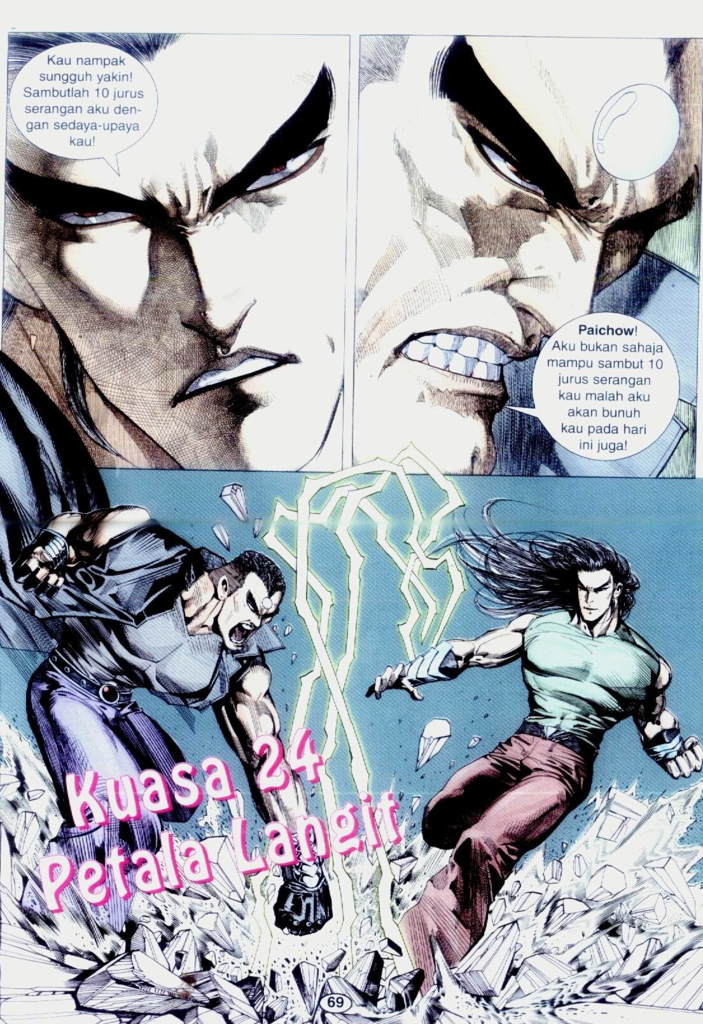 Kau nampak
sungguh yakin!
Sambutlah 10 jurus
serangan aku den-
gan sedaya-upaya
kau!
Paichow!
Aku bukan sahaja
mampu sambut 10
jurus serangan
kau malah aku
akan bunuh
kau pada hari
ini juga!
Kuasa 24
Petala Langit
69